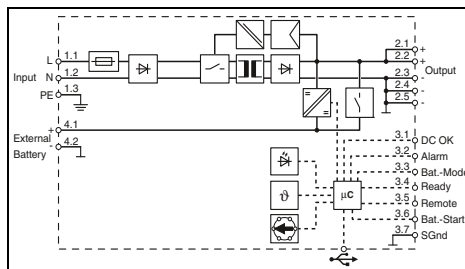 L 1.1
Input N 1.2
PE 1.3
+ 4.1
External
Battery - 4.2
2.1 +
2.2 +
2.3 - Output
2.4 -
2.5 -
= =
ϑ
µC
3.1 DC OK
3.2 Alarm
3.3 Bat.-Mode
3.4 Ready
3.5 Remote
3.6 Bat.-Start
3.7 SGnd